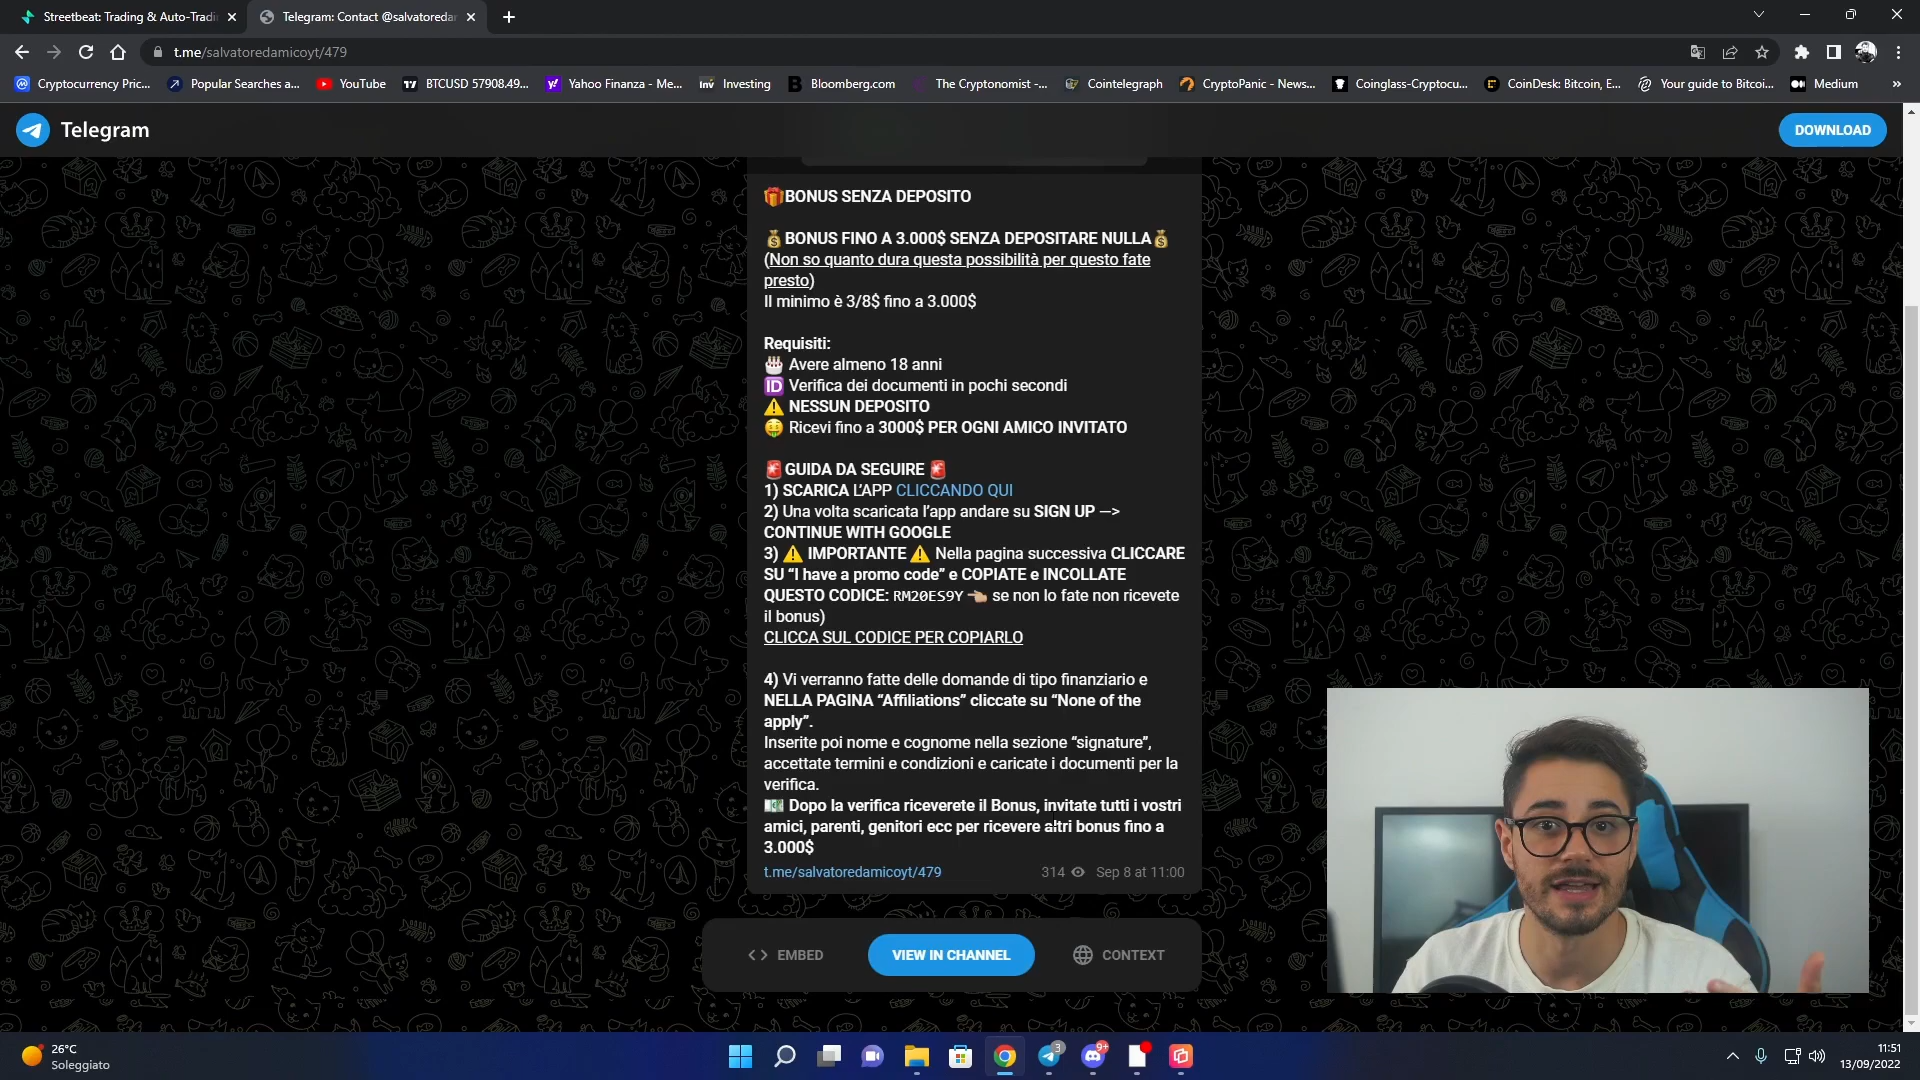 Streetbeat: Trading & Auto-Tradi
Telegram: Contact @salvatoredar
t.me/salvatoredamicoyt/479
Cryptocurrency Pric...
Popular Searches a...
YouTube
BTCUSD 57908.49...
Yahoo Finanza - Me...
Investing
Bloomberg.com
The Cryptonomist -...
Cointelegraph
CryptoPanic - News...
Coinglass-Cryptocu...
CoinDesk: Bitcoin, E...
Your guide to Bitcoi...
Medium
»
Telegram
DOWNLOAD
🎁BONUS SENZA DEPOSITO
💰BONUS FINO A 3.000$ SENZA DEPOSITARE NULLA💰
(Non so quanto dura questa possibilità per questo fate
presto)
Il minimo è 3/8$ fino a 3.000$
Requisiti:
🎂 Avere almeno 18 anni
🆔 Verifica dei documenti in pochi secondi
⚠️ NESSUN DEPOSITO
🤑 Ricevi fino a 3000$ PER OGNI AMICO INVITATO
🚨GUIDA DA SEGUIRE 🚨
1) SCARICA L’APP CLICCANDO QUI
2) Una volta scaricata l’app andare su SIGN UP —>
CONTINUE WITH GOOGLE
3) ⚠️ IMPORTANTE ⚠️ Nella pagina successiva CLICCARE
SU “I have a promo code” e COPIATE e INCOLLATE
QUESTO CODICE: RM20ES9Y 👈 se non lo fate non ricevete
il bonus)
CLICCA SUL CODICE PER COPIARLO
4) Vi verranno fatte delle domande di tipo finanziario e
NELLA PAGINA “Affiliations” cliccate su “None of the
apply”.
Inserite poi nome e cognome nella sezione “signature”,
accettate termini e condizioni e caricate i documenti per la
verifica.
💵 Dopo la verifica riceverete il Bonus, invitate tutti i vostri
amici, parenti, genitori ecc per ricevere altri bonus fino a
3.000$
t.me/salvatoredamicoyt/479
314
Sep 8 at 11:00
EMBED
VIEW IN CHANNEL
CONTEXT
26°C
Soleggiato
3
9+
11:51
13/09/2022